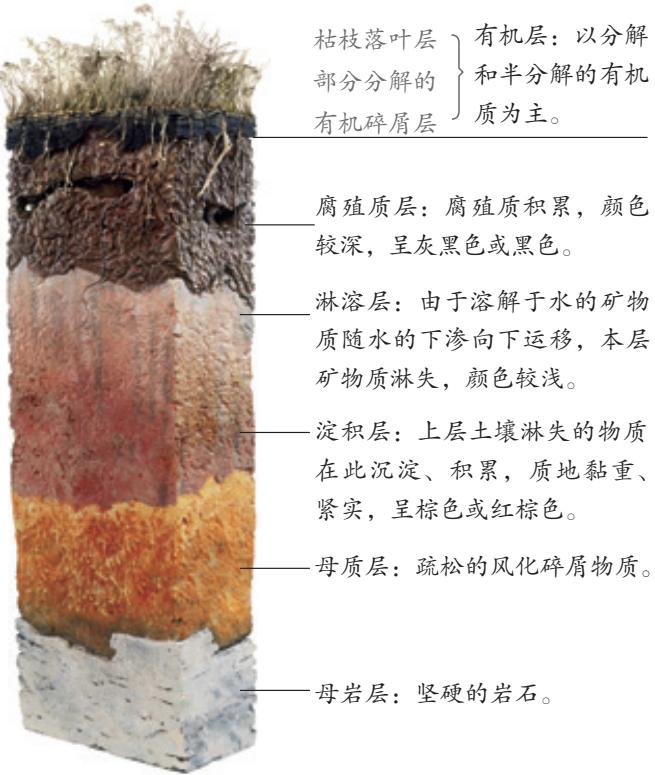 枯枝落叶层
部分分解的
有机碎屑层
有机层：以分解
和半分解的有机
质为主。
腐殖质层：腐殖质积累，颜色
较深，呈灰黑色或黑色。
淋溶层：由于溶解于水的矿物
质随水的下渗向下运移，本层
矿物质淋失，颜色较浅。
淀积层：上层土壤淋失的物质
在此沉淀、积累，质地黏重、
紧实，呈棕色或红棕色。
母质层：疏松的风化碎屑物质。
母岩层：坚硬的岩石。